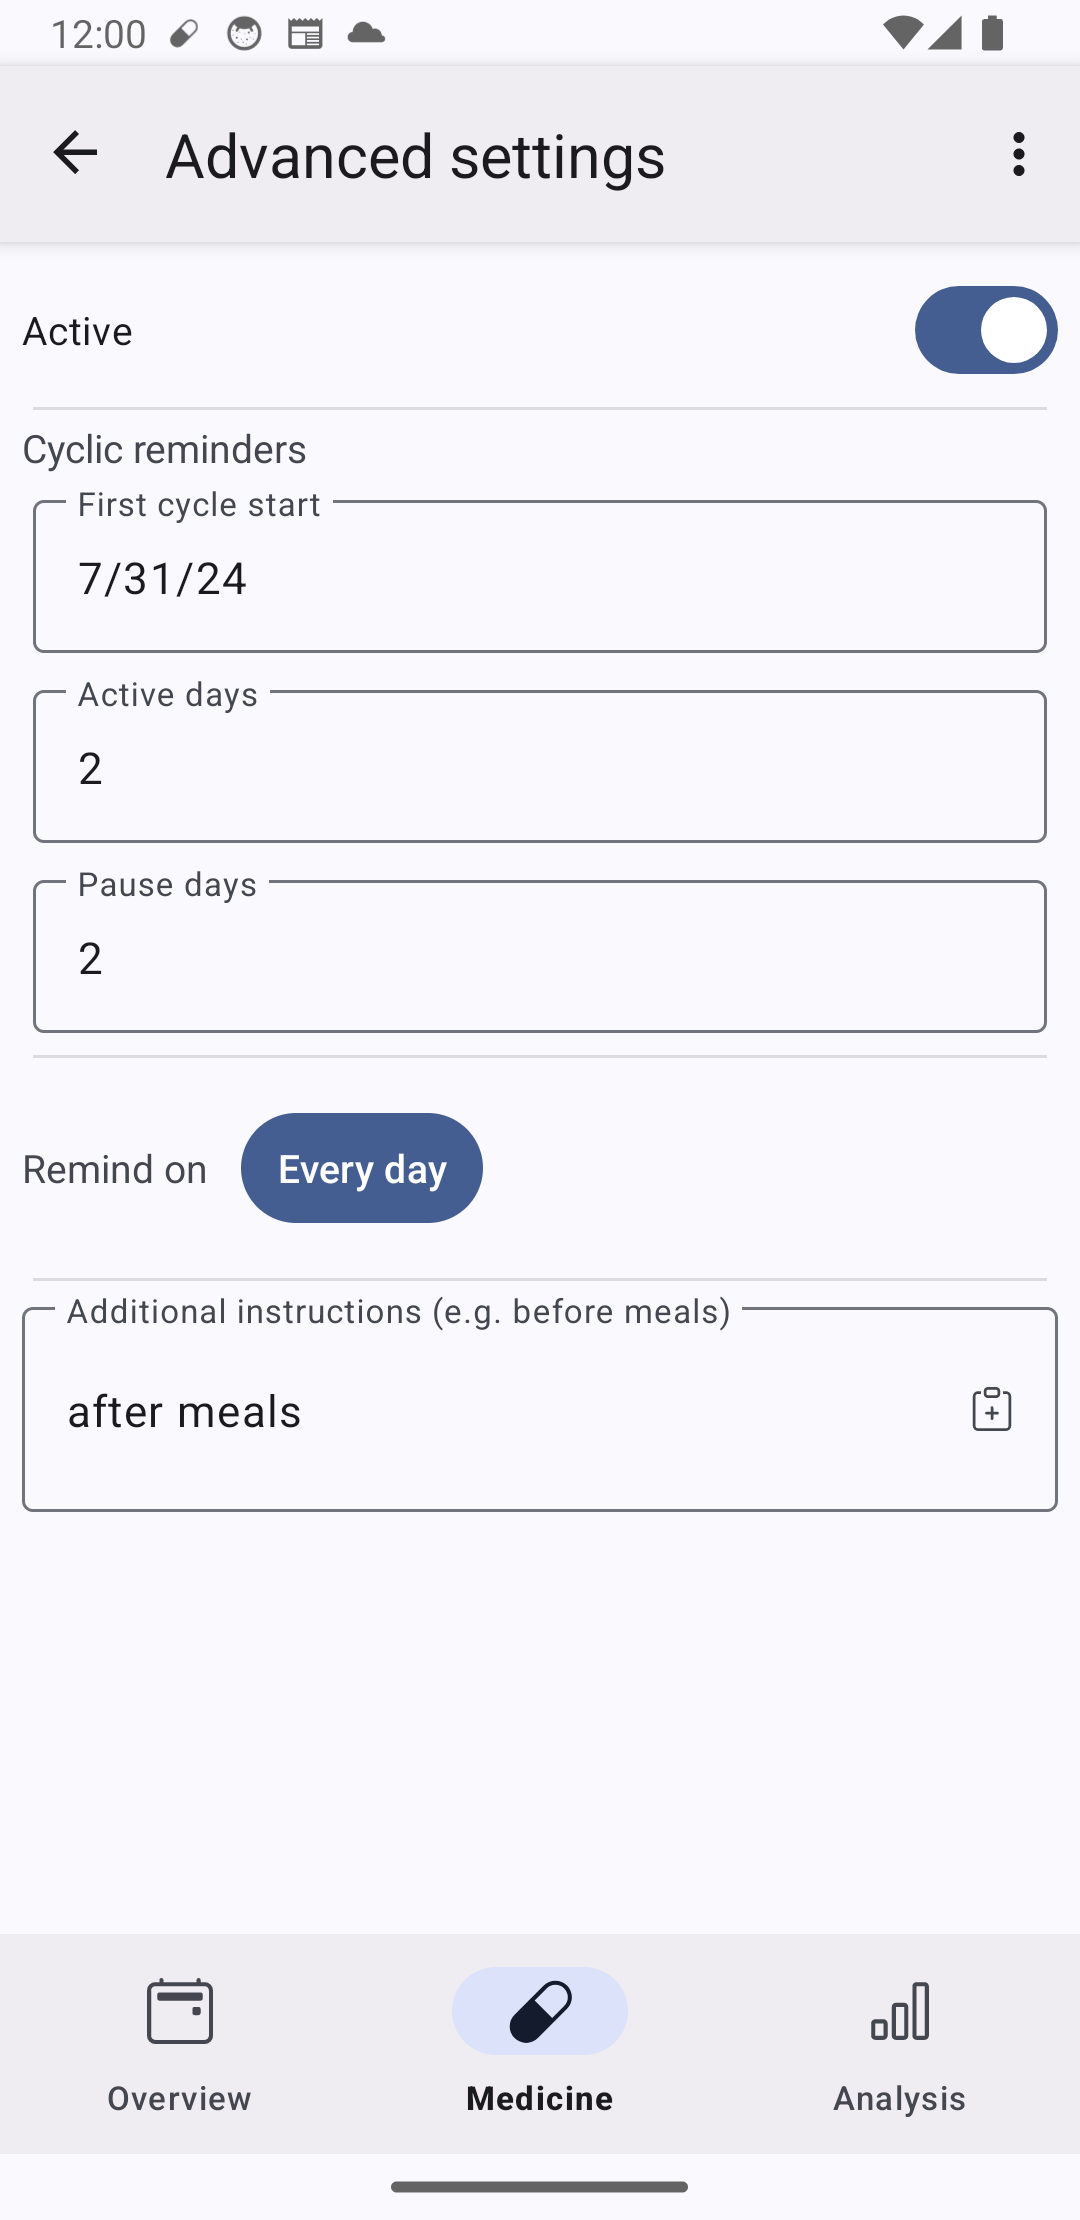 12:00
Advanced settings
Active
Cyclic reminders
First cycle start
7/31/24
Active days
2
Pause days
2
Remind on
Every day
Additional instructions (e.g. before meals)
after meals
Overview
Medicine
Analysis